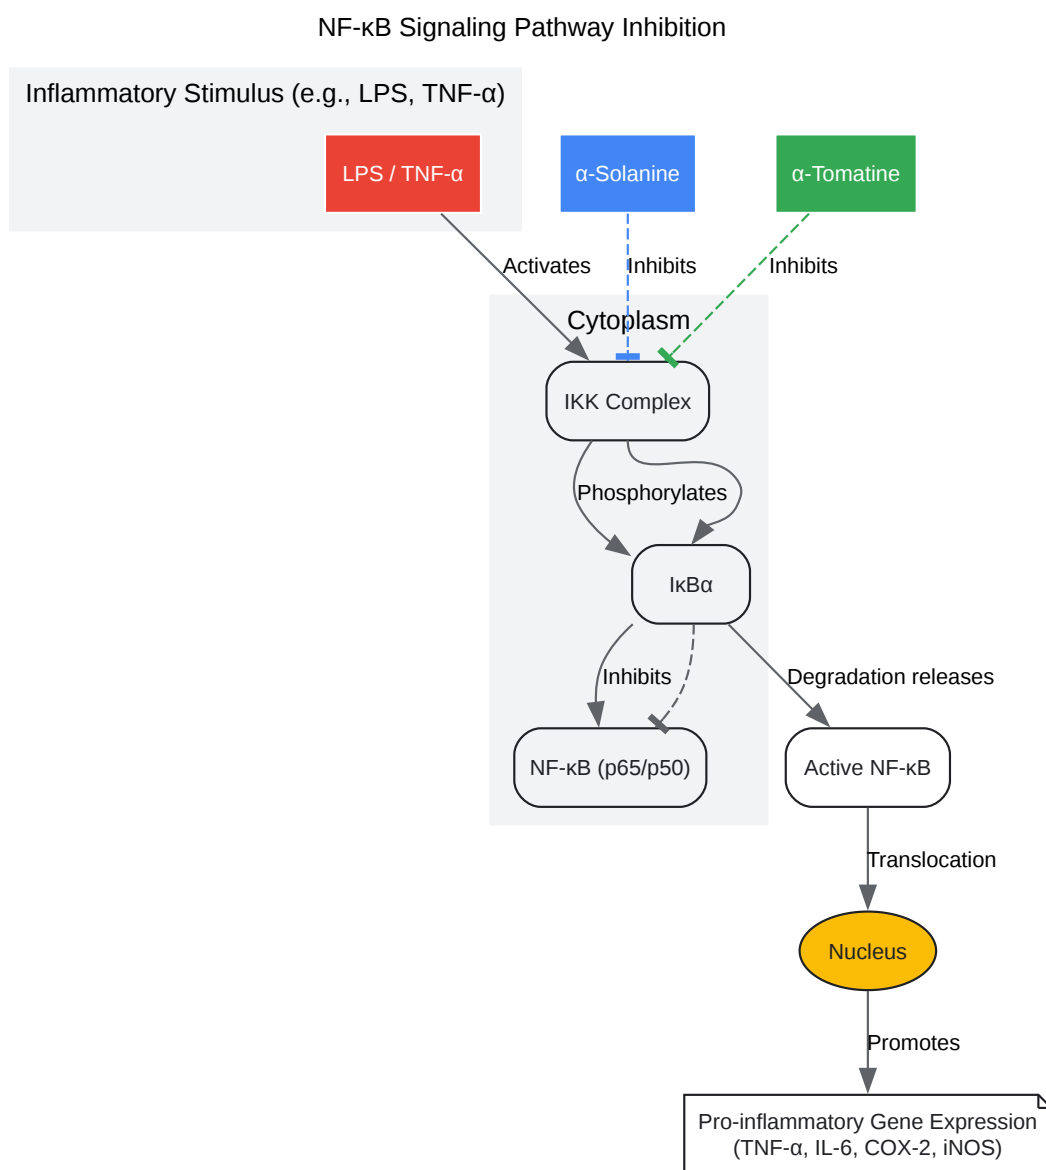 NF-κB Signaling Pathway Inhibition
Inflammatory Stimulus (e.g., LPS, TNF-α)
LPS / TNF-α
α-Solanine
α-Tomatine
Activates
Inhibits
Inhibits
Cytoplasm
IKK Complex
Phosphorylates
IκBα
Inhibits
Degradation releases
NF-κB (p65/p50)
Active NF-κB
Translocation
Nucleus
Promotes
Pro-inflammatory Gene Expression
(TNF-α, IL-6, COX-2, iNOS)